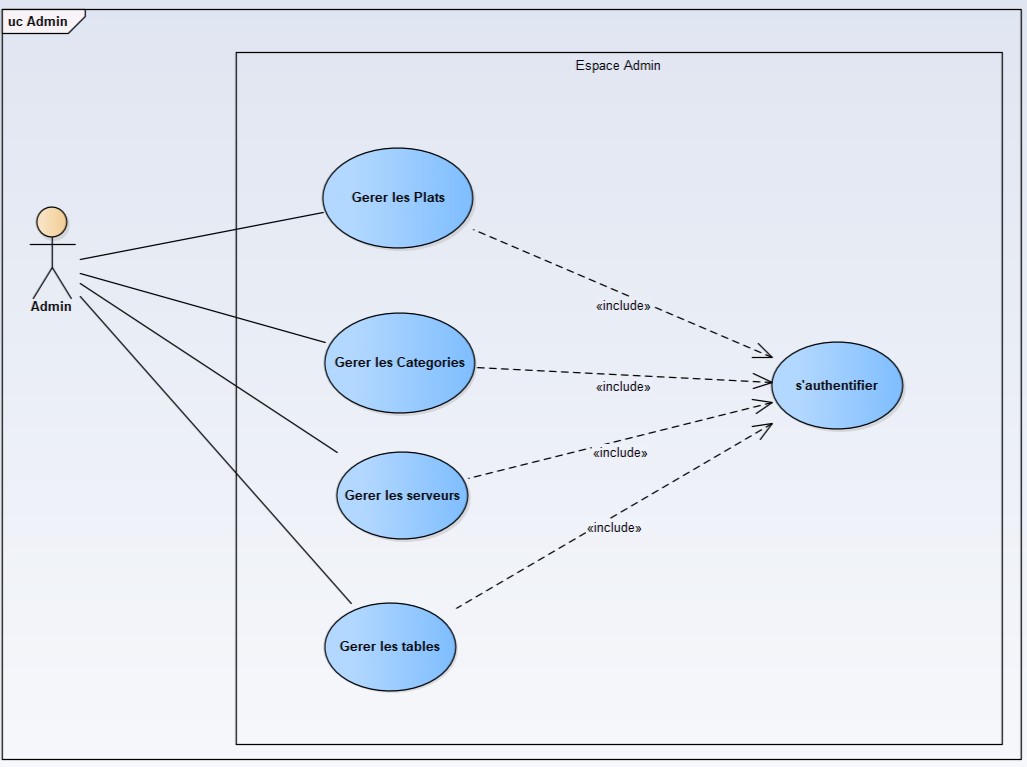 uc Admin
Espace Admin
Gerer les Plats
Admin
«include»
Gerer les Categories
«include»
s'authentifier
«include»
Gerer les serveurs
«include»
Gerer les tables